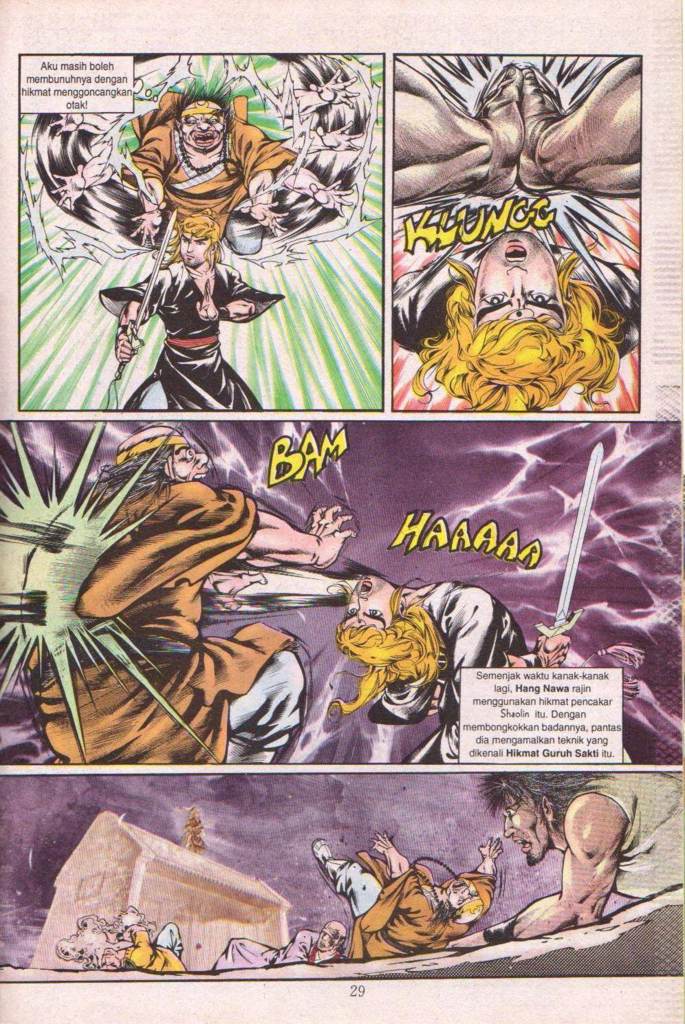 Aku masih boleh
membunuhnya dengan
hikmat menggoncangkan
otak!
KLUNGG
BAM
HAAAAA
Semenjak waktu kanak-kanak
lagi, Hang Nawa rajin
menggunakan hikmat pencakar
Shaolin itu. Dengan
membongkokkan badannya, pantas
dia mengamalkan teknik yang
dikenali Hikmat Guruh Sakti itu.
29